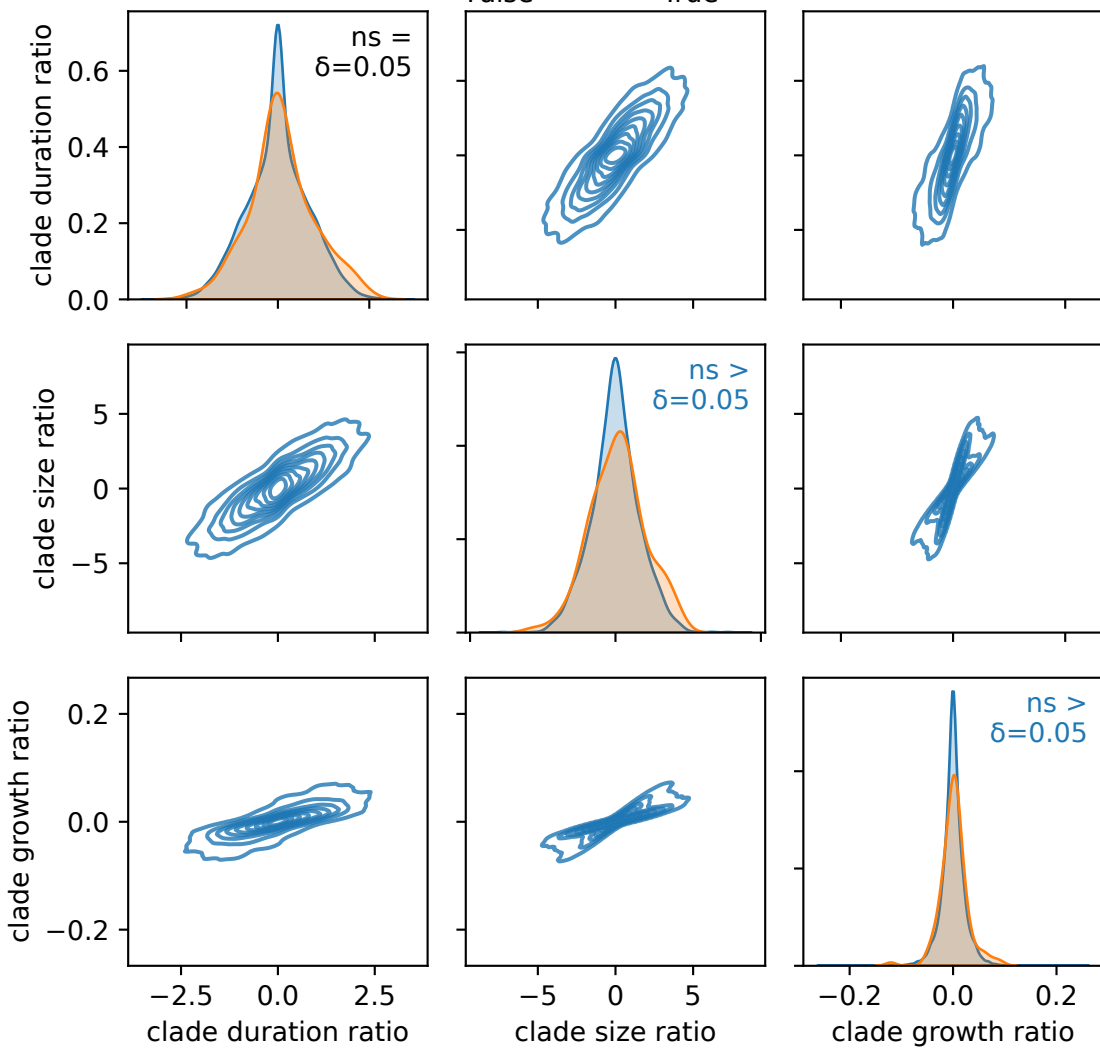 clade duration ratio
0.6
0.4
0.2
0.0
ns =
δ=0.05
clade size ratio
5
0
−5
ns >
δ=0.05
clade growth ratio
0.2
0.0
−0.2
ns >
δ=0.05
−2.5 0.0 2.5
−5 0 5
−0.2 0.0 0.2
clade duration ratio
clade size ratio
clade growth ratio